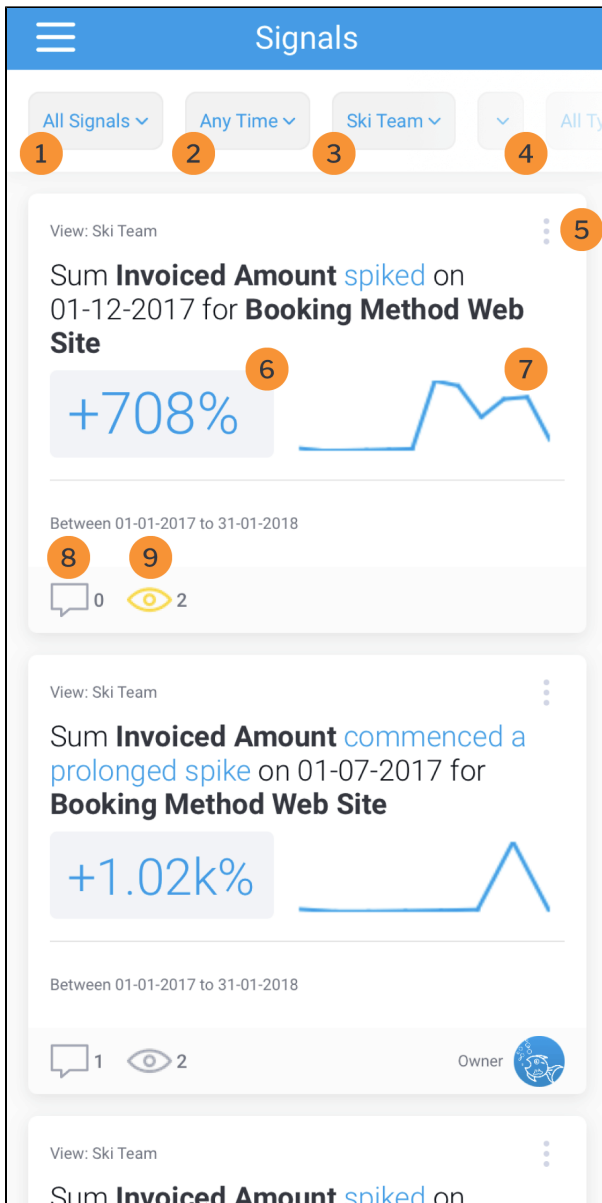 Signals
All Signals
Any Time
Ski Team
All Ty
1
2
3
4
View: Ski Team
5
Sum Invoiced Amount spiked on
01-12-2017 for Booking Method Web
Site
6
7
+708%
Between 01-01-2017 to 31-01-2018
8
9
0
2
View: Ski Team
Sum Invoiced Amount commenced a
prolonged spike on 01-07-2017 for
Booking Method Web Site
+1.02k%
Between 01-01-2017 to 31-01-2018
1
2
Owner
View: Ski Team
Sum Invoiced Amount spiked on